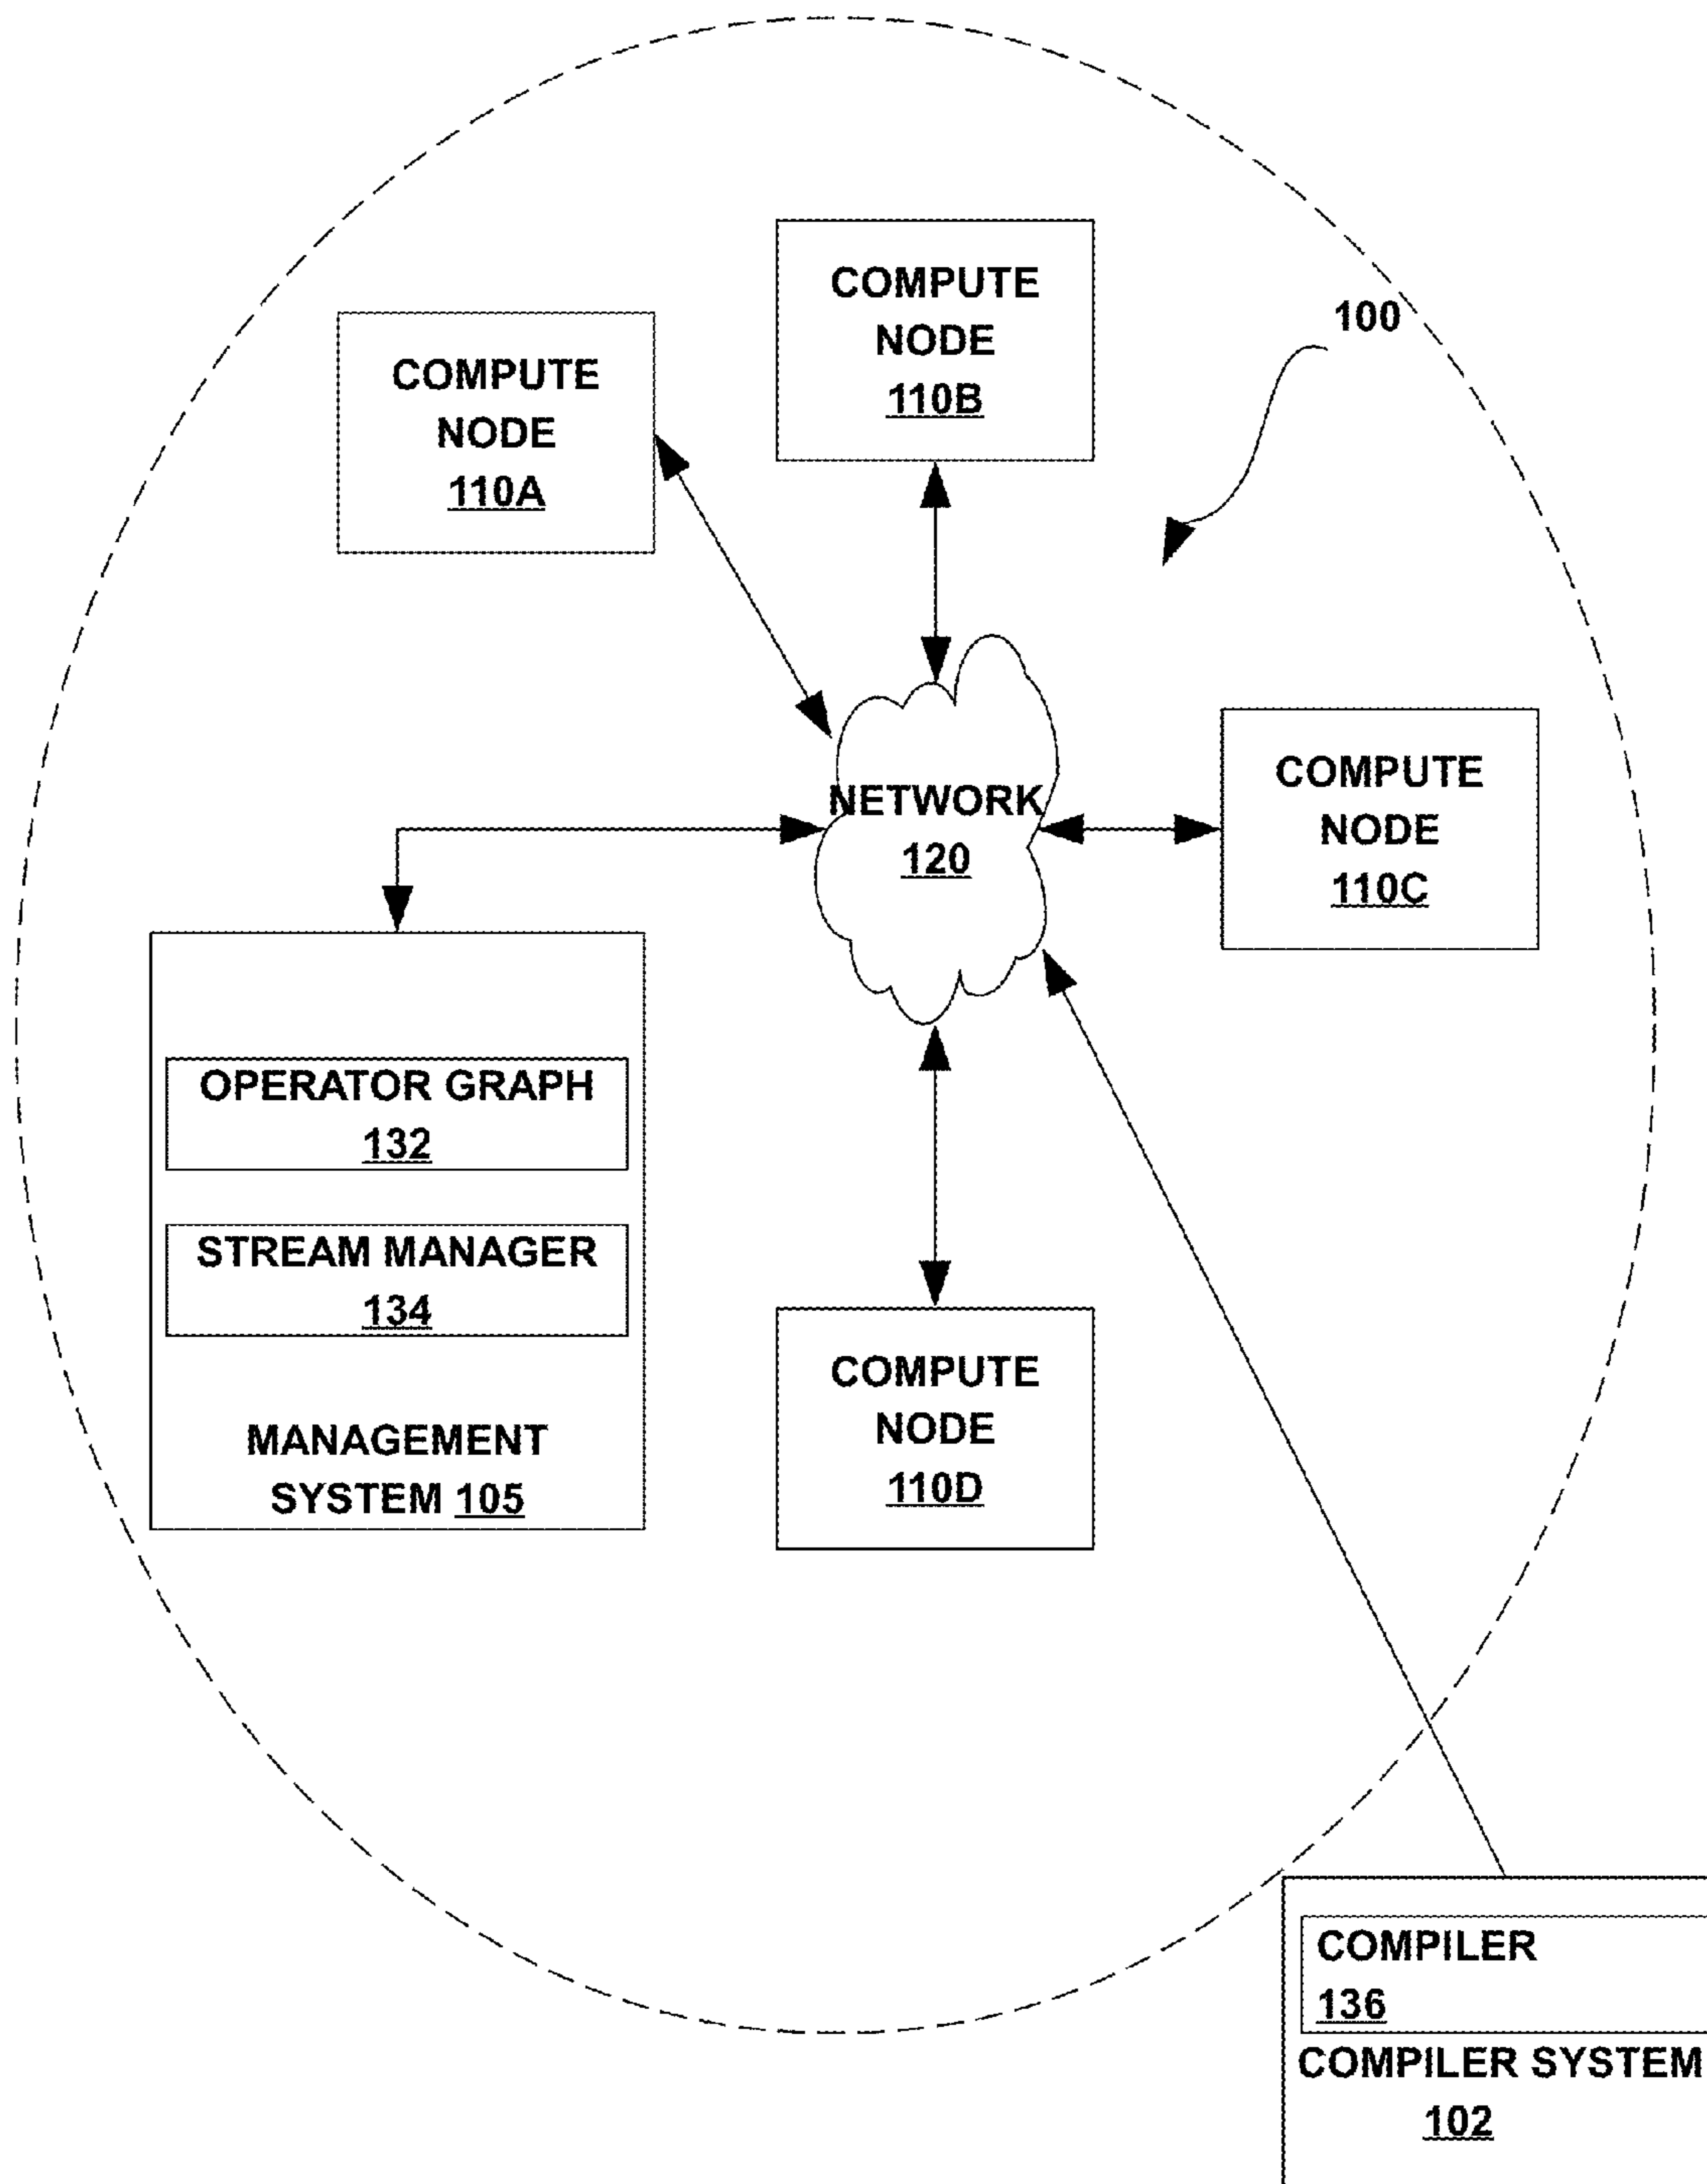 COMPUTE
NODE
110B
100
COMPUTE
NODE
110A
COMPUTE
NODE
110C
NETWORK
120
OPERATOR GRAPH
132
STREAM MANAGER
134
MANAGEMENT
SYSTEM 105
COMPUTE
NODE
110D
COMPILER
136
COMPILER SYSTEM
102